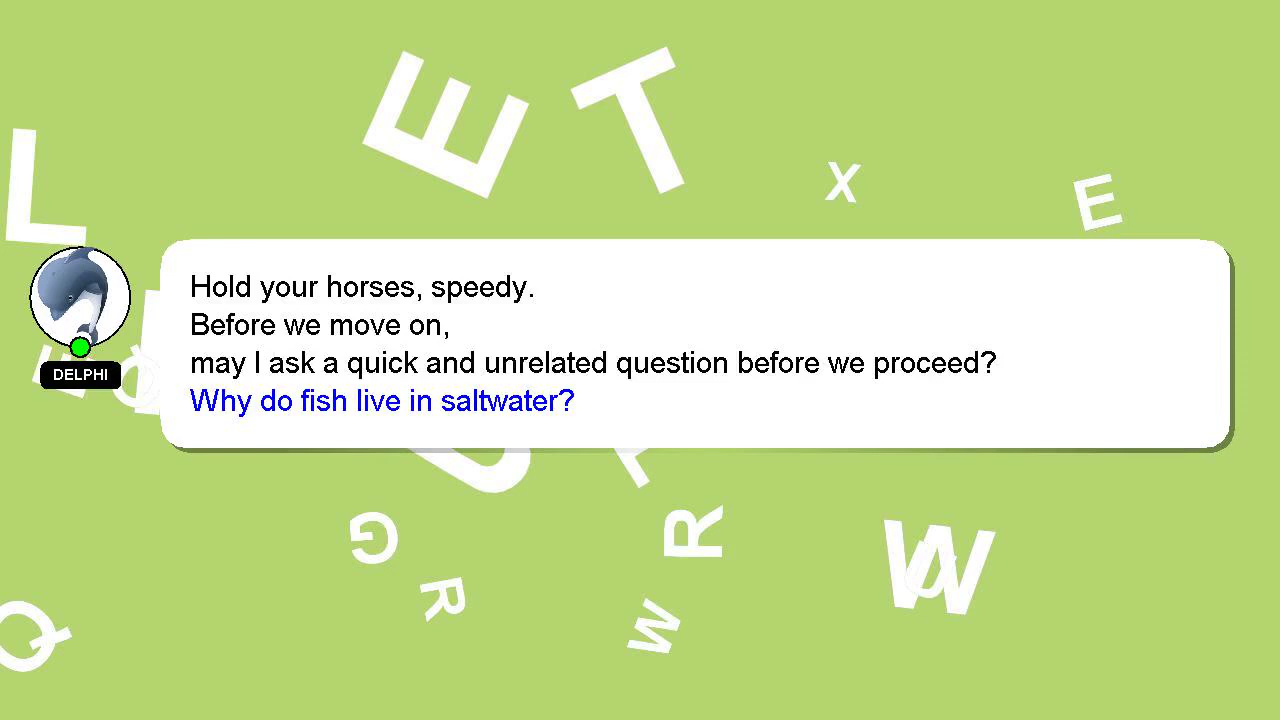 L
E
T
X
E
Hold your horses, speedy.
Before we move on,
may I ask a quick and unrelated question before we proceed?
Why do fish live in saltwater?
DELPHI
G
R
R
W
W
Q